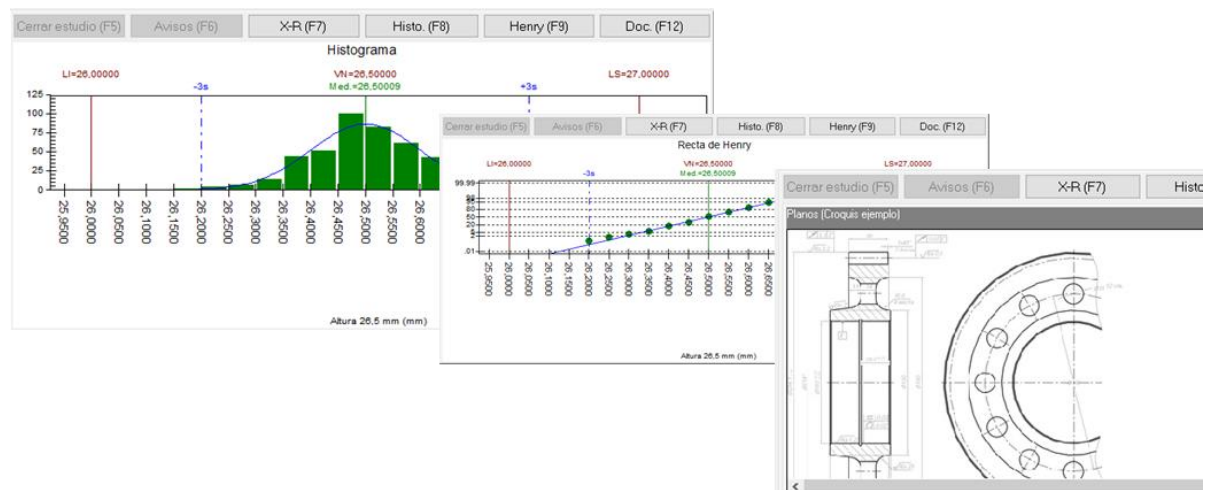 Cerrar estudio (F5) Avisos (F6) X-R (F7) Histo. (F8) Henry (F9) Doc. (F12)
Histograma
LI=26,00000 VN=26,50000 LS=27,00000
-3s Med.=26,50009 +3s
125
100
75
50
25
0
25,9500 26,0000 26,0500 26,1000 26,1500 26,2000 26,2500 26,3000 26,3500 26,4000 26,4500 26,5000 26,5500 26,6000
Altura 26,5 mm (mm)
Cerrar estudio (F5) Avisos (F6) X-R (F7) Histo. (F8) Henry (F9) Doc. (F12)
Recta de Henry
LI=26,00000 VN=26,50000 LS=27,00000
-3s Med.=26,50009
99.99
.01
25,9500 26,0000 26,0500 26,1000 26,1500 26,2000 26,2500 26,3000 26,3500 26,4000 26,4500 26,5000 26,5500 26,6000 26,6500
Altura 26,5 mm (mm)
Cerrar estudio (F5) Avisos (F6) X-R (F7) Histo
Planos (Croquis ejemplo)